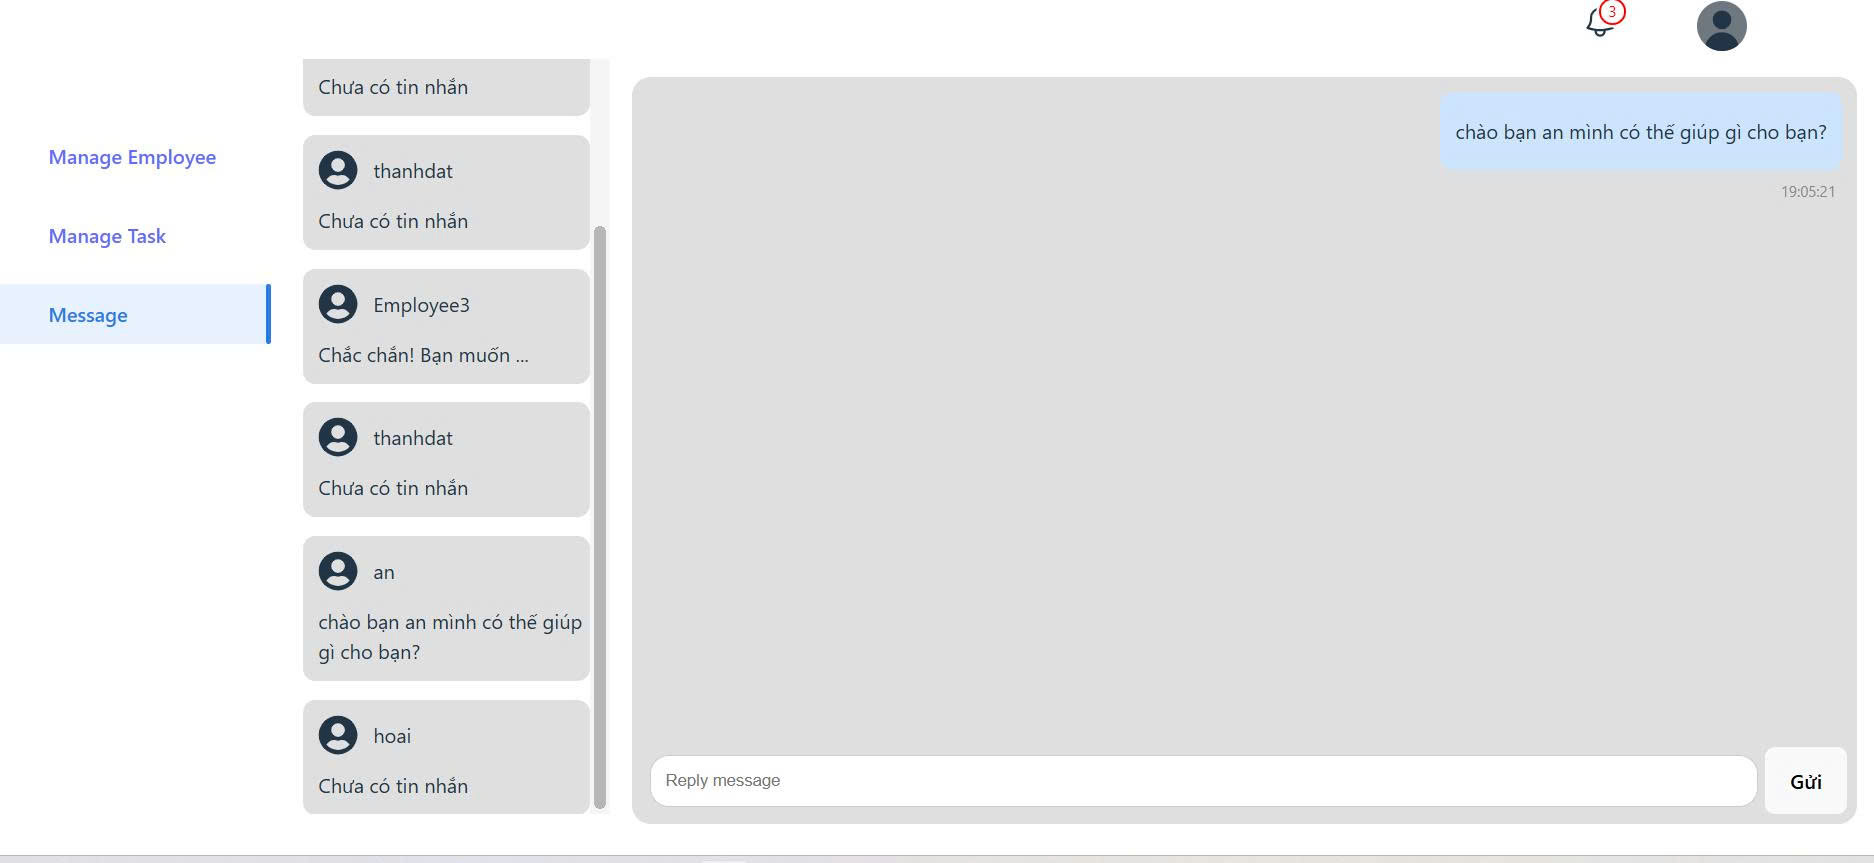 3
Manage Employee
Manage Task
Message
Chưa có tin nhắn
thanhdat
Chưa có tin nhắn
Employee3
Chắc chắn! Bạn muốn ...
thanhdat
Chưa có tin nhắn
an
chào bạn an mình có thế giúp
gì cho bạn?
hoai
Chưa có tin nhắn
chào bạn an mình có thế giúp gì cho bạn?
19:05:21
Reply message
Gửi